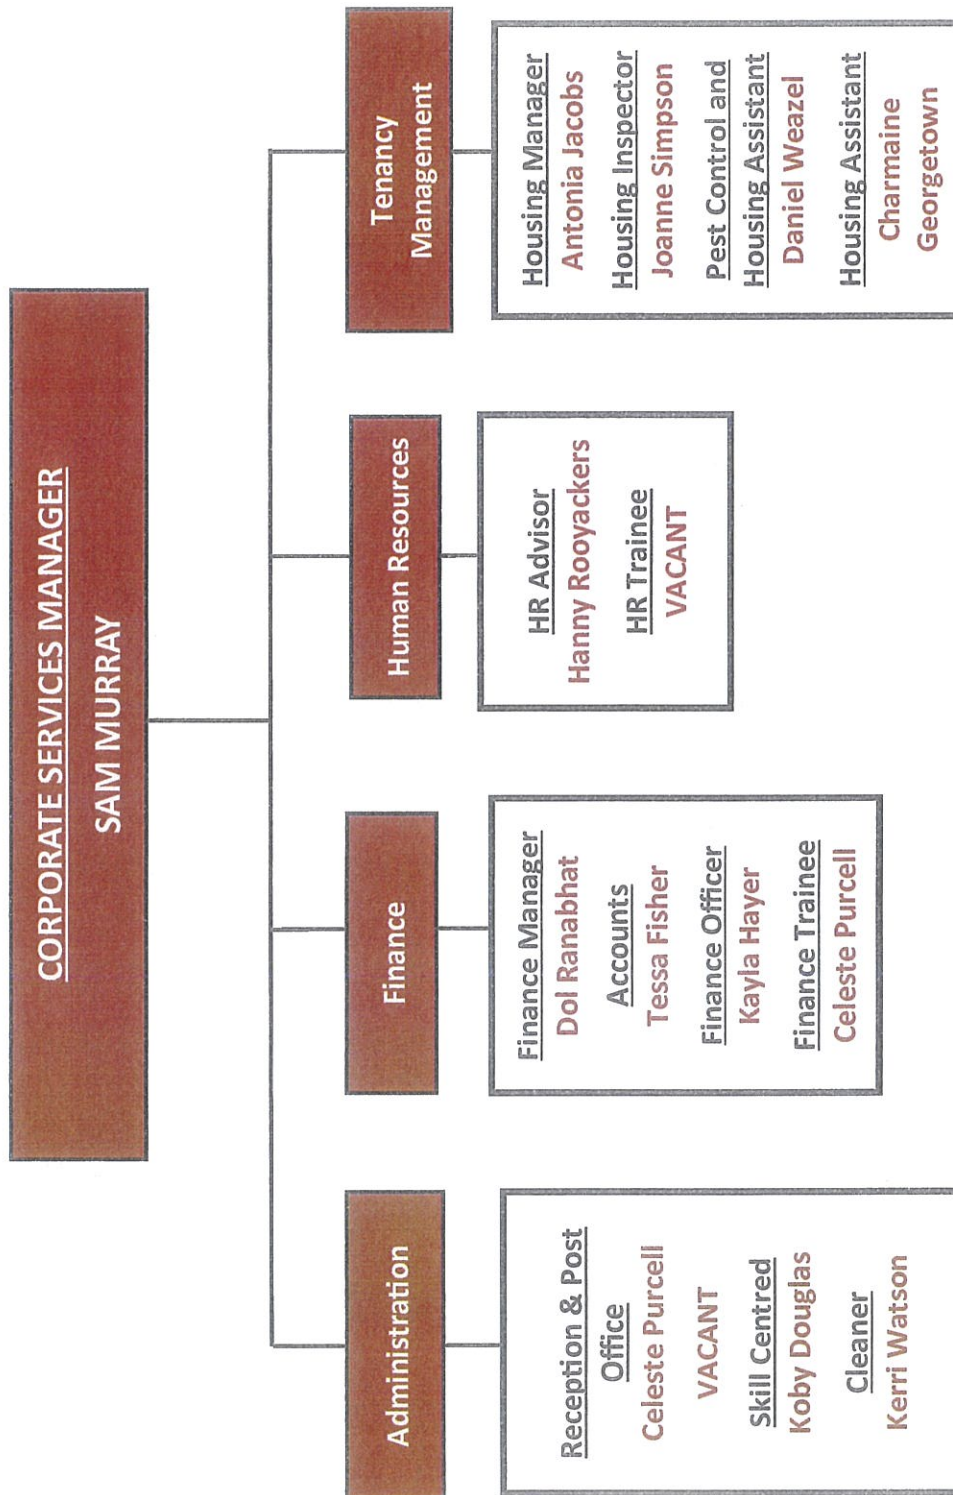 CORPORATE SERVICES MANAGER
SAM MURRAY
Administration
Reception & Post
Office
Celeste Purcell
VACANT
Skill Centred
Koby Douglas
Cleaner
Kerri Watson
Finance
Finance Manager
Dol Ranabhat
Accounts
Tessa Fisher
Finance Officer
Kayla Hayer
Finance Trainee
Celeste Purcell
Human Resources
HR Advisor
Hanny Rooyackers
HR Trainee
VACANT
Tenancy
Management
Housing Manager
Antonia Jacobs
Housing Inspector
Joanne Simpson
Pest Control and
Housing Assistant
Daniel Weazel
Housing Assistant
Charmaine
Georgetown